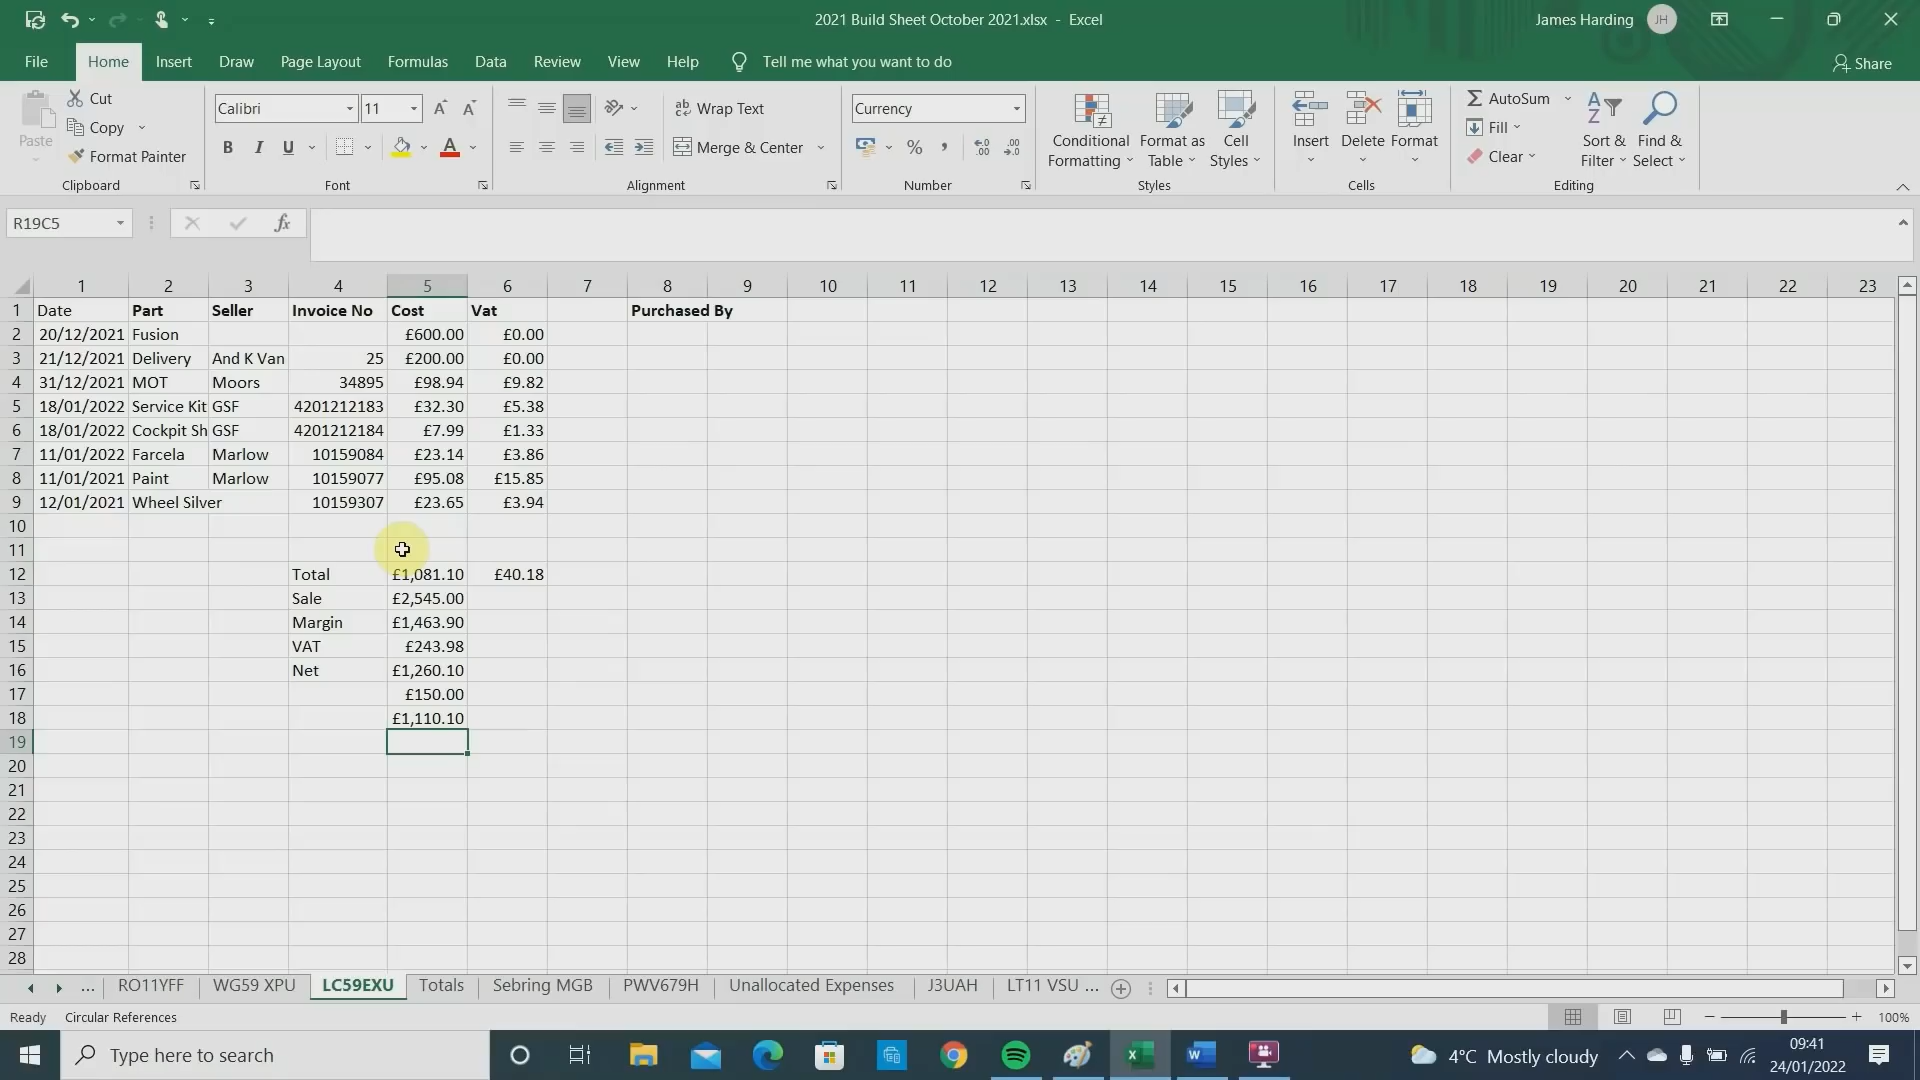 2021 Build Sheet October 2021.xlsx - Excel
James Harding JH
File Home Insert Draw Page Layout Formulas Data Review View Help Tell me what you want to do Share
Paste Cut Copy Format Painter Clipboard
Calibri 11 B I U A Font
ab Wrap Text Merge & Center Alignment
Currency % , Number
Conditional Formatting Format as Table Cell Styles Styles
Insert Delete Format Cells
AutoSum Fill Clear Sort & Filter Find & Select Editing
R19C5 fx
1 2 3 4 5 6 7 8 9 10 11 12 13 14 15 16 17 18 19 20 21 22 23
1 Date Part Seller Invoice No Cost Vat Purchased By
2 20/12/2021 Fusion £600.00 £0.00
3 21/12/2021 Delivery And K Van 25 £200.00 £0.00
4 31/12/2021 MOT Moors 34895 £98.94 £9.82
5 18/01/2022 Service Kit GSF 4201212183 £32.30 £5.38
6 18/01/2022 Cockpit Sh GSF 4201212184 £7.99 £1.33
7 11/01/2022 Farcela Marlow 10159084 £23.14 £3.86
8 11/01/2021 Paint Marlow 10159077 £95.08 £15.85
9 12/01/2021 Wheel Silver 10159307 £23.65 £3.94
10
11
12 Total £1,081.10 £40.18
13 Sale £2,545.00
14 Margin £1,463.90
15 VAT £243.98
16 Net £1,260.10
17 £150.00
18 £1,110.10
19
20
21
22
23
24
25
26
27
28
... RO11YFF WG59 XPU LC59EXU Totals Sebring MGB PWV679H Unallocated Expenses J3UAH LT11 VSU ...
Ready Circular References 100%
Type here to search 4°C Mostly cloudy 09:41
24/01/2022